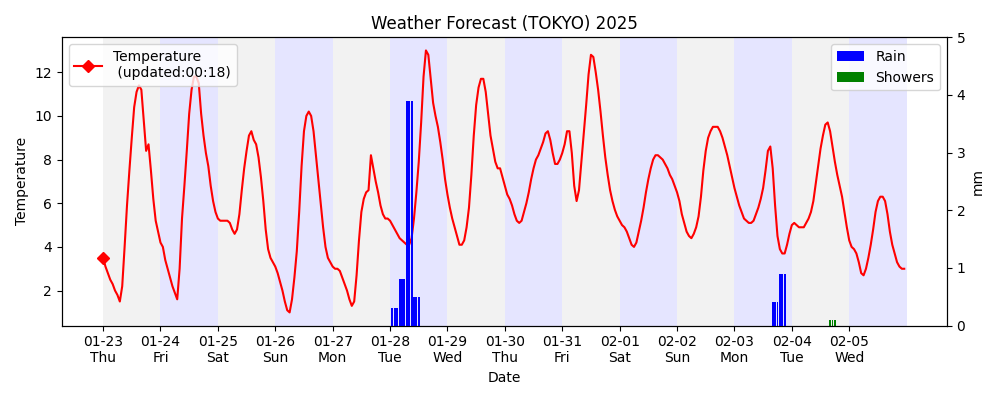 Weather Forecast (TOKYO) 2025
Temperature
(updated:00:18)
Rain
Showers
Temperature
12
10
8
6
4
2
5
4
3
2
1
0
mm
01-23 01-24 01-25 01-26 01-27 01-28 01-29 01-30 01-31 02-01 02-02 02-03 02-04 02-05
Thu Fri Sat Sun Mon Tue Wed Thu Fri Sat Sun Mon Tue Wed
Date